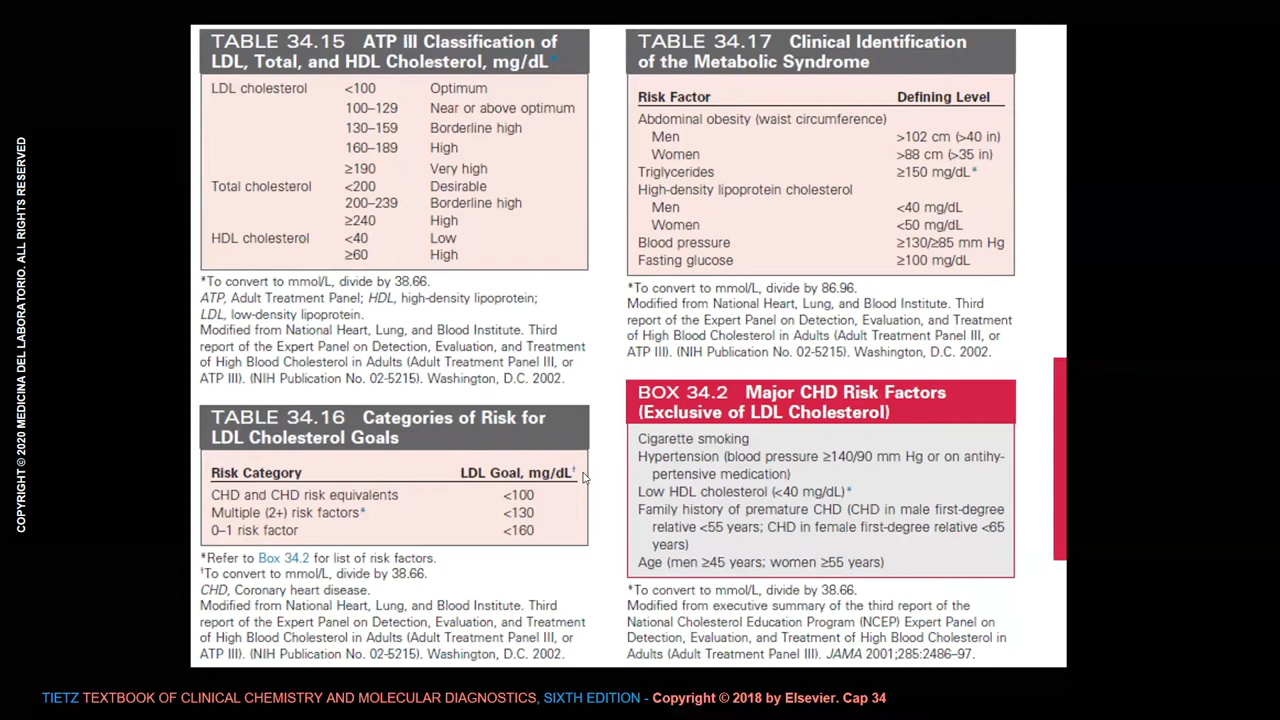 COPYRIGHT © 2020 MEDICINA DEL LABORATORIO. ALL RIGHTS RESERVED
TABLE 34.15 ATP III Classification of
LDL, Total, and HDL Cholesterol, mg/dL*
LDL cholesterol <100 Optimum
100–129 Near or above optimum
130–159 Borderline high
160–189 High
≥190 Very high
Total cholesterol <200 Desirable
200–239 Borderline high
≥240 High
HDL cholesterol <40 Low
≥60 High
*To convert to mmol/L, divide by 38.66.
ATP, Adult Treatment Panel; HDL, high-density lipoprotein;
LDL, low-density lipoprotein.
Modified from National Heart, Lung, and Blood Institute. Third
report of the Expert Panel on Detection, Evaluation, and Treatment
of High Blood Cholesterol in Adults (Adult Treatment Panel III, or
ATP III). (NIH Publication No. 02-5215). Washington, D.C. 2002.
TABLE 34.16 Categories of Risk for
LDL Cholesterol Goals
Risk Category LDL Goal, mg/dL†
CHD and CHD risk equivalents <100
Multiple (2+) risk factors* <130
0–1 risk factor <160
*Refer to Box 34.2 for list of risk factors.
†To convert to mmol/L, divide by 38.66.
CHD, Coronary heart disease.
Modified from National Heart, Lung, and Blood Institute. Third
report of the Expert Panel on Detection, Evaluation, and Treatment
of High Blood Cholesterol in Adults (Adult Treatment Panel III, or
ATP III). (NIH Publication No. 02-5215). Washington, D.C. 2002.
TABLE 34.17 Clinical Identification
of the Metabolic Syndrome
Risk Factor Defining Level
Abdominal obesity (waist circumference)
Men >102 cm (>40 in)
Women >88 cm (>35 in)
Triglycerides ≥150 mg/dL*
High-density lipoprotein cholesterol
Men <40 mg/dL
Women <50 mg/dL
Blood pressure ≥130/≥85 mm Hg
Fasting glucose ≥100 mg/dL
*To convert to mmol/L, divide by 86.96.
Modified from National Heart, Lung, and Blood Institute. Third
report of the Expert Panel on Detection, Evaluation, and Treatment
of High Blood Cholesterol in Adults (Adult Treatment Panel III, or
ATP III). (NIH Publication No. 02-5215). Washington, D.C. 2002.
BOX 34.2 Major CHD Risk Factors
(Exclusive of LDL Cholesterol)
Cigarette smoking
Hypertension (blood pressure ≥140/90 mm Hg or on antihy-
pertensive medication)
Low HDL cholesterol (<40 mg/dL)*
Family history of premature CHD (CHD in male first-degree
relative <55 years; CHD in female first-degree relative <65
years)
Age (men ≥45 years; women ≥55 years)
*To convert to mmol/L, divide by 38.66.
Modified from executive summary of the third report of the
National Cholesterol Education Program (NCEP) Expert Panel on
Detection, Evaluation, and Treatment of High Blood Cholesterol in
Adults (Adult Treatment Panel III). JAMA 2001;285:2486–97.
TIETZ TEXTBOOK OF CLINICAL CHEMISTRY AND MOLECULAR DIAGNOSTICS, SIXTH EDITION - Copyright © 2018 by Elsevier. Cap 34